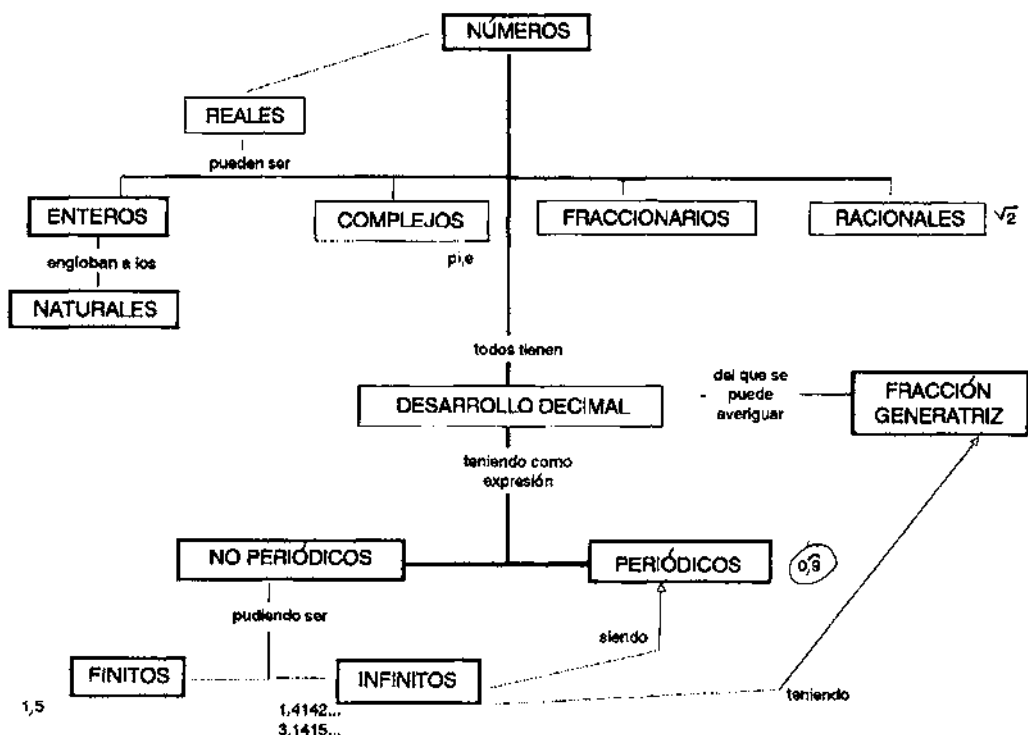 NÚMEROS
REALES
pueden ser
ENTEROS
COMPLEJOS
FRACCIONARIOS
RACIONALES
√2
engloban a los
pi,e
NATURALES
todos tienen
DESARROLLO DECIMAL
del que se
puede
averiguar
FRACCIÓN
GENERATRIZ
teniendo como
expresión
NO PERIÓDICOS
PERIÓDICOS
pudiendo ser
siendo
FINITOS
INFINITOS
teniendo
1,5
1,4142...
3,1415...